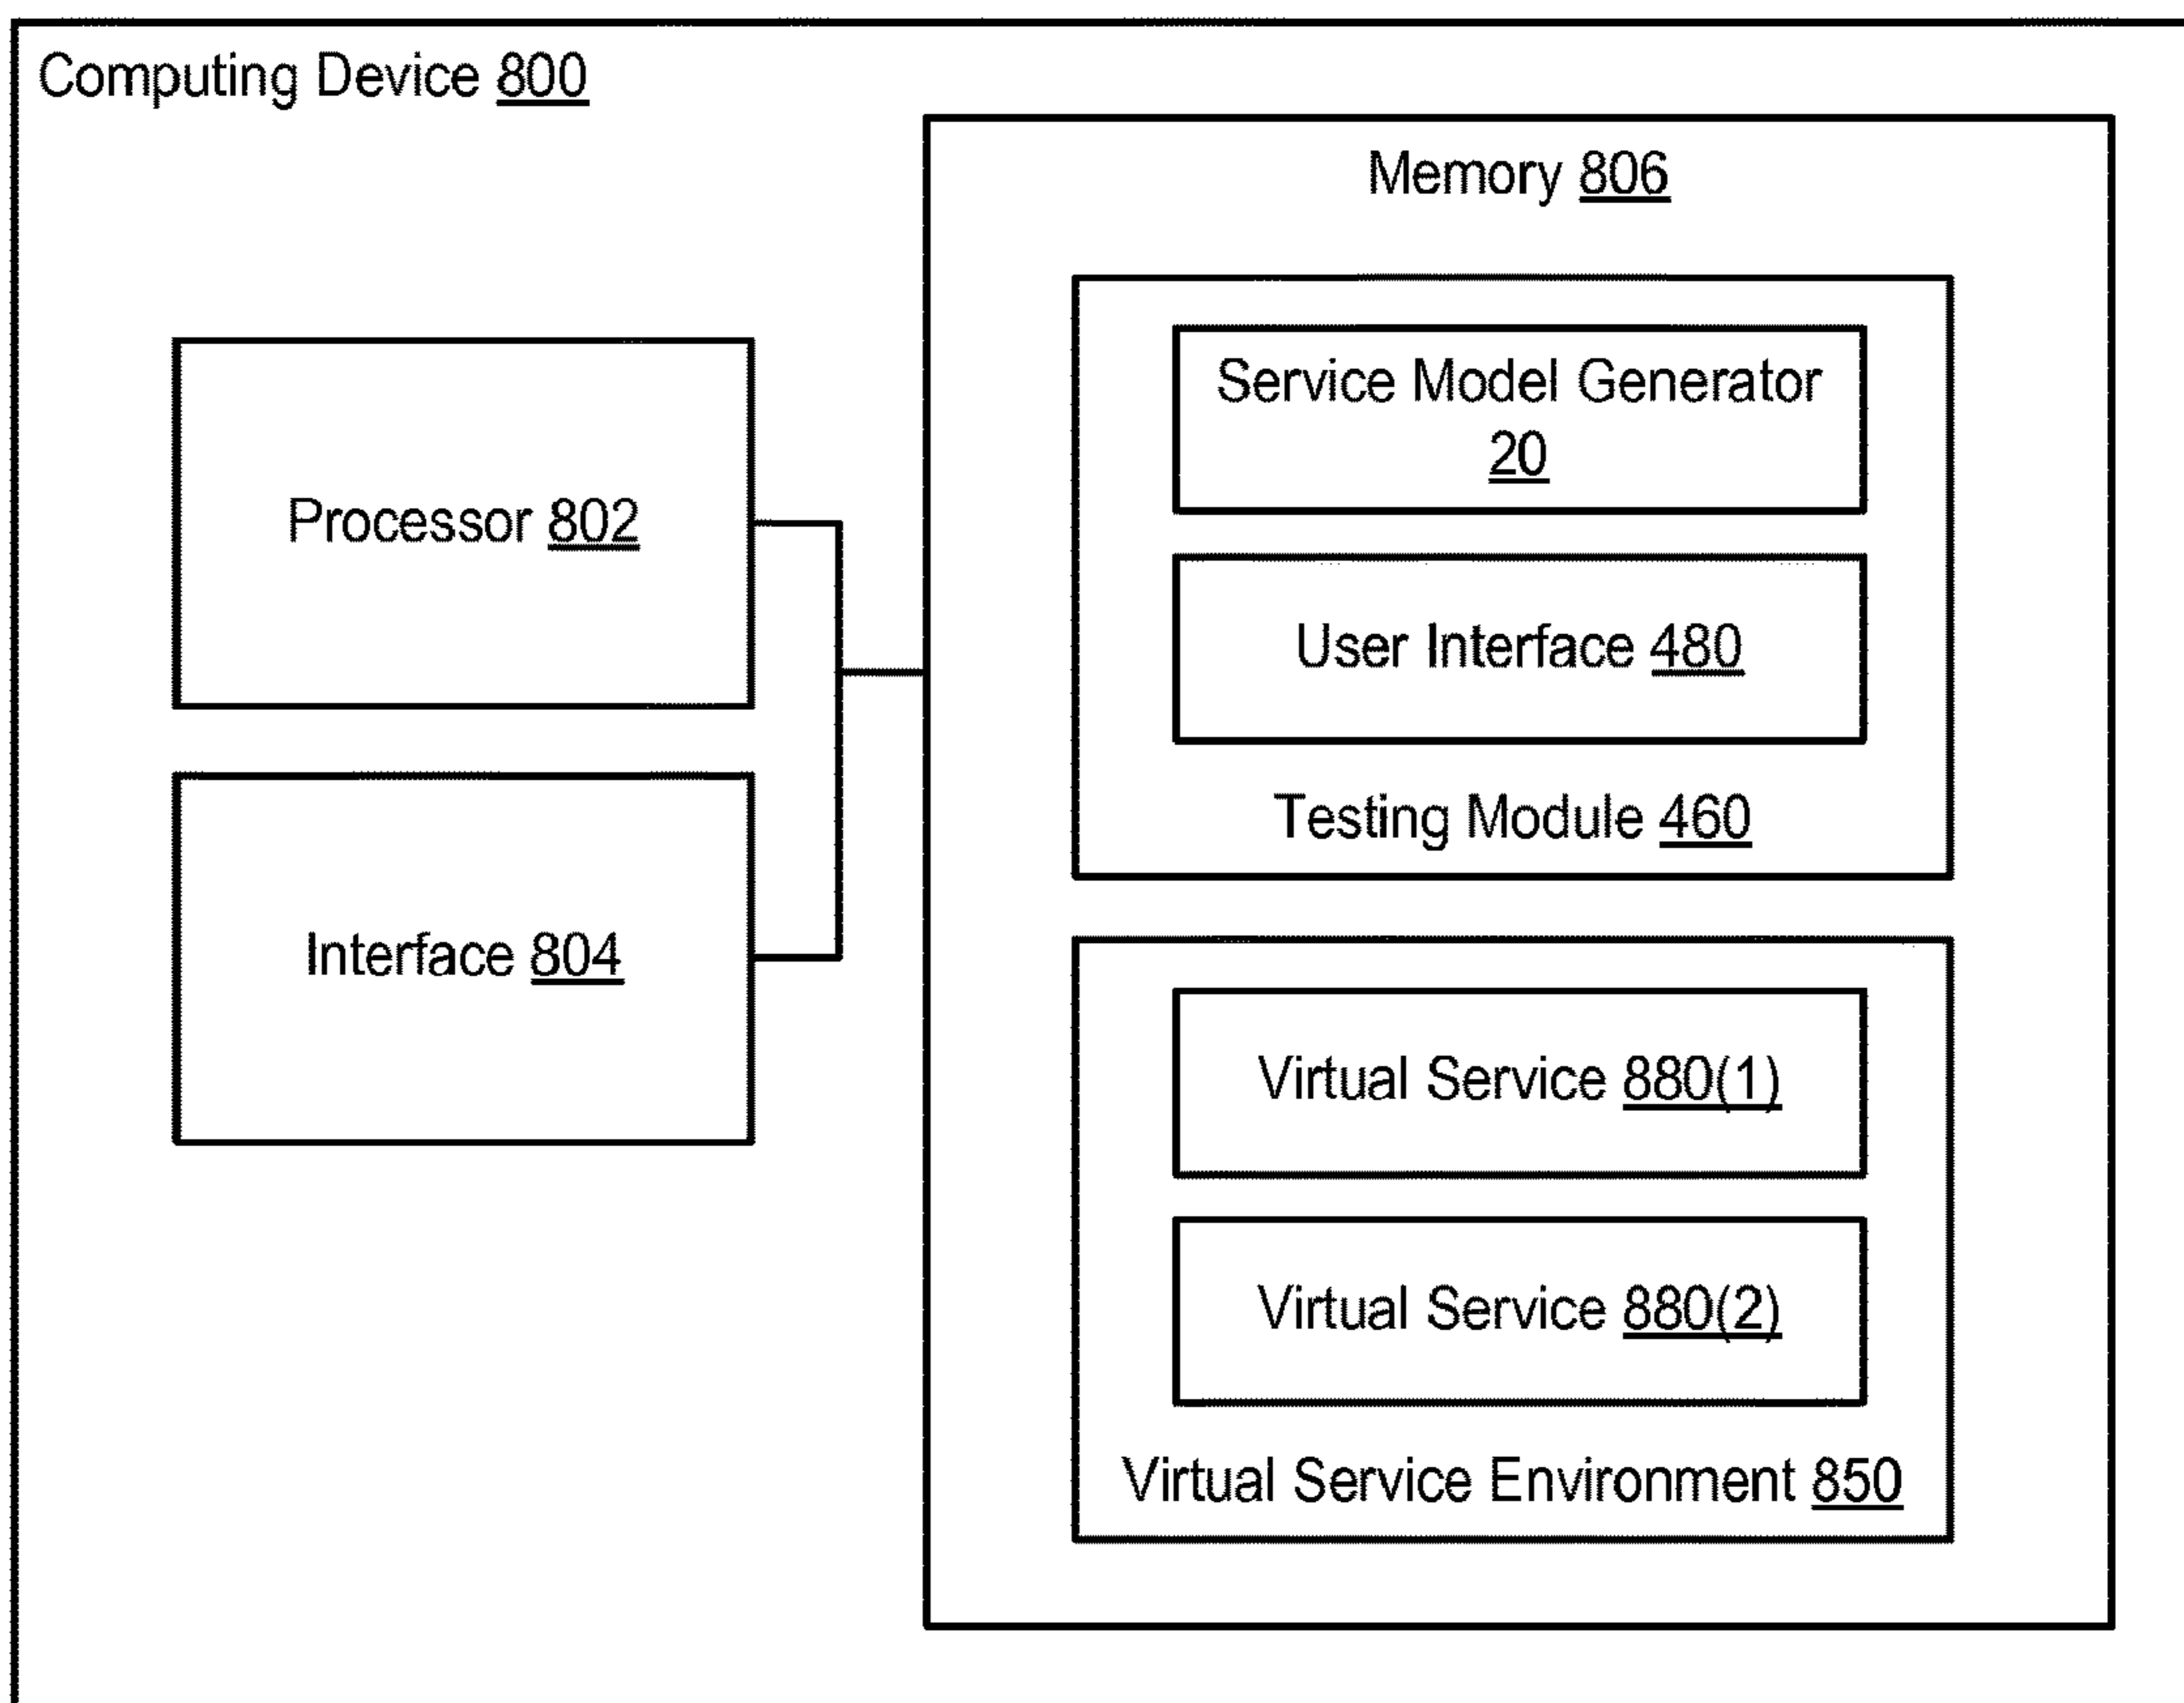 Computing Device 800
Memory 806
Service Model Generator
20
Processor 802
User Interface 480
Testing Module 460
Interface 804
Virtual Service 880(1)
Virtual Service 880(2)
Virtual Service Environment 850